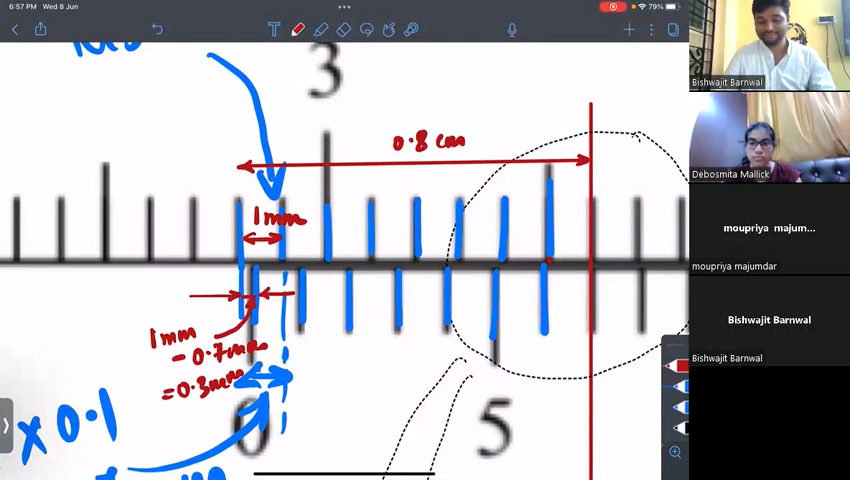 6:57 PM Wed 8 Jun
79%
3
0.8 cm
1mm
1mm
- 0.7mm
= 0.3mm
x 0.1
0
5
Bishwajit Barnwal
Debosmita Mallick
moupriya majum...
moupriya majumdar
Bishwajit Barnwal
Bishwajit Barnwal